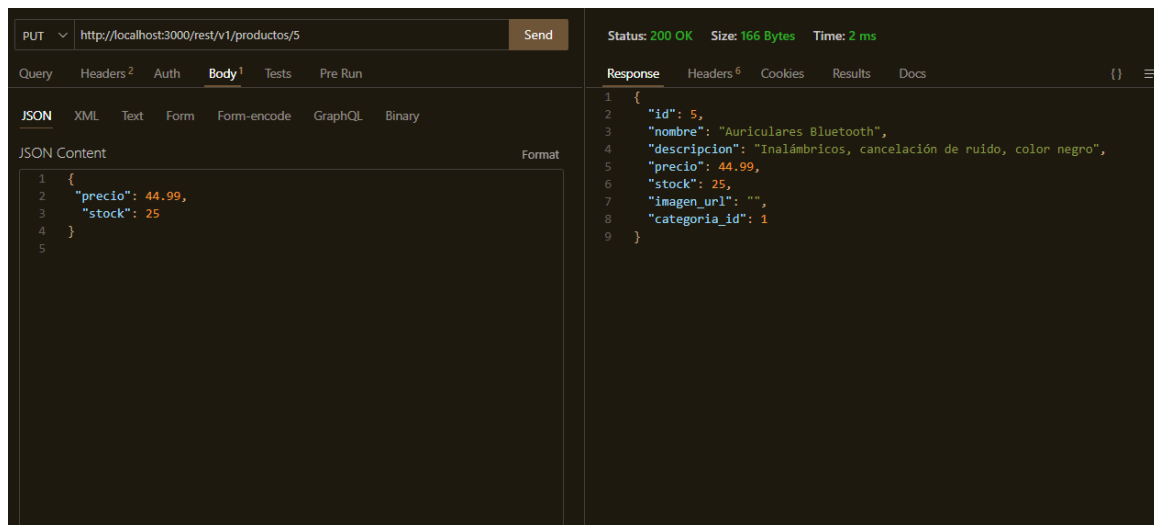 PUT http://localhost:3000/rest/v1/productos/5 Send
Query Headers 2 Auth Body 1 Tests Pre Run
JSON XML Text Form Form-encode GraphQL Binary
JSON Content Format
1 {
2 "precio": 44.99,
3 "stock": 25
4 }
5
Status: 200 OK Size: 166 Bytes Time: 2 ms
Response Headers 6 Cookies Results Docs {}
1 {
2 "id": 5,
3 "nombre": "Auriculares Bluetooth",
4 "descripcion": "Inalámbricos, cancelación de ruido, color negro",
5 "precio": 44.99,
6 "stock": 25,
7 "imagen_url": "",
8 "categoria_id": 1
9 }